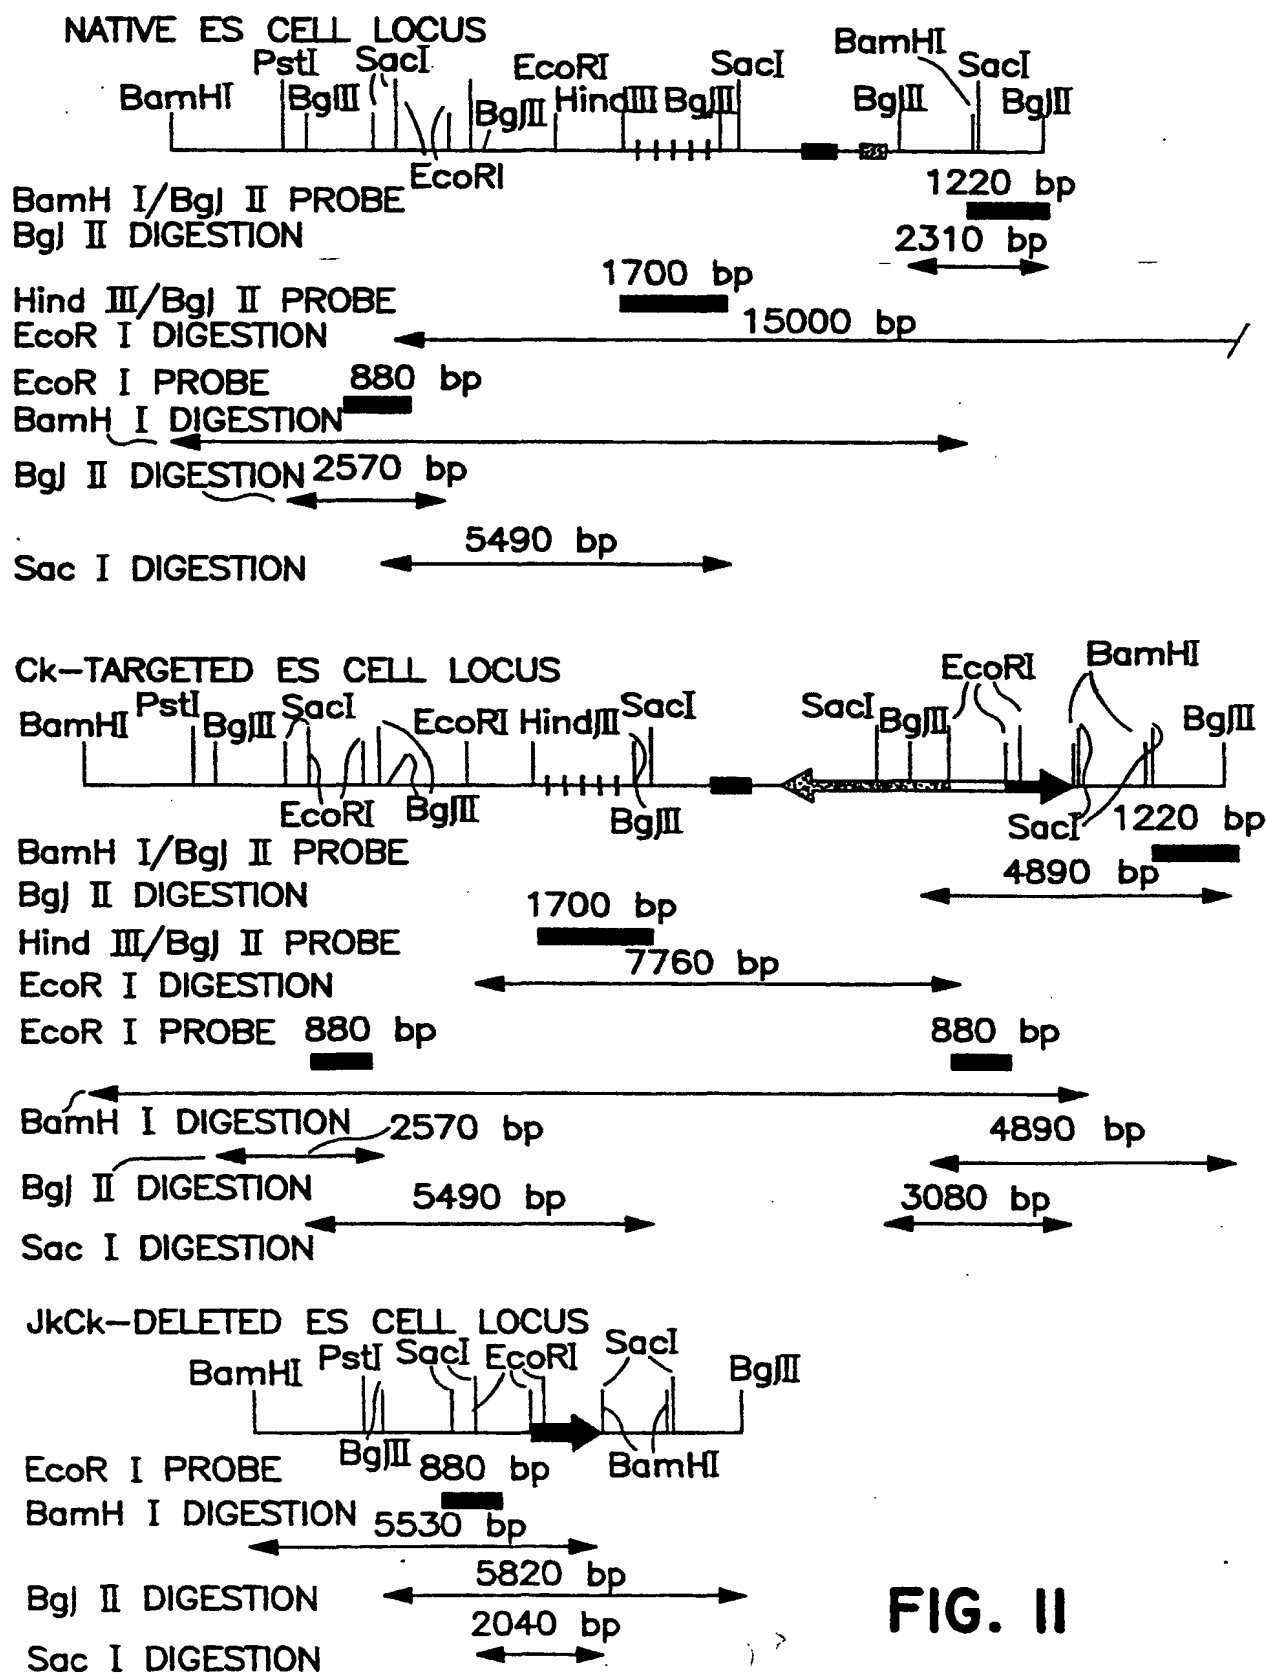 NATIVE ES CELL LOCUS
BamHI
PstI
BglII
SacI
EcoRI
BglII
EcoRI
HindIII
BglII
SacI
BamHI
BglII
SacI
BglII
BamH I/Bgl II PROBE
1220 bp
Bgl II DIGESTION
2310 bp
Hind III/Bgl II PROBE
1700 bp
EcoR I DIGESTION
15000 bp
EcoR I PROBE
880 bp
BamH I DIGESTION
Bgl II DIGESTION
2570 bp
Sac I DIGESTION
5490 bp
Ck-TARGETED ES CELL LOCUS
BamHI
PstI
BglII
SacI
EcoRI
BglII
EcoRI
HindIII
SacI
BglII
SacI
BglII
EcoRI
BamHI
SacI
BglII
BamH I/Bgl II PROBE
1220 bp
Bgl II DIGESTION
4890 bp
Hind III/Bgl II PROBE
1700 bp
EcoR I DIGESTION
7760 bp
EcoR I PROBE
880 bp
880 bp
BamH I DIGESTION
2570 bp
4890 bp
Bgl II DIGESTION
5490 bp
3080 bp
Sac I DIGESTION
JkCk-DELETED ES CELL LOCUS
BamHI
PstI
SacI
EcoRI
SacI
BglII
BglII
BamHI
EcoR I PROBE
880 bp
BamH I DIGESTION
5530 bp
Bgl II DIGESTION
5820 bp
Sac I DIGESTION
2040 bp
FIG. II